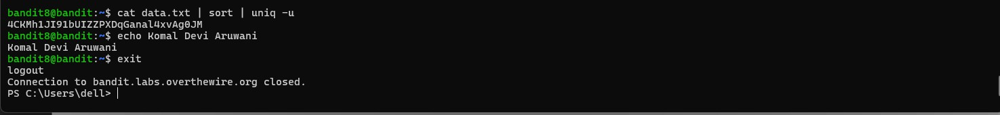 bandit8@bandit:~$ cat data.txt | sort | uniq -u
4CKMh1JI91bUIZZPXDqGanal4xvAg0JM
bandit8@bandit:~$ echo Komal Devi Aruwani
Komal Devi Aruwani
bandit8@bandit:~$ exit
logout
Connection to bandit.labs.overthewire.org closed.
PS C:\Users\dell>